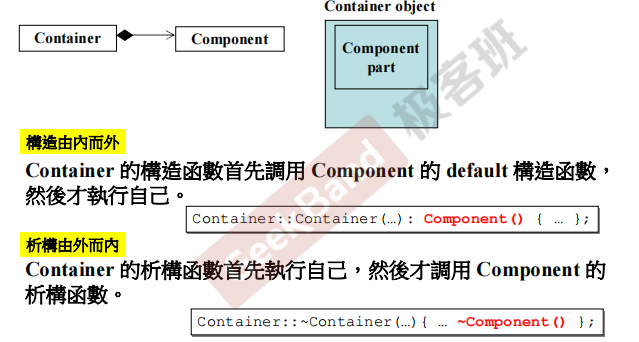 Container object
Container
Component
Component
part
構造由內而外
Container 的構造函數首先調用 Component 的 default 構造函數，
然後才執行自己。
Container::Container(…): Component() { … };
析構由外而內
Container 的析構函數首先執行自己，然後才調用 Component 的
析構函數。
Container::~Container(…){ … ~Component() };
SeekBand 极客班